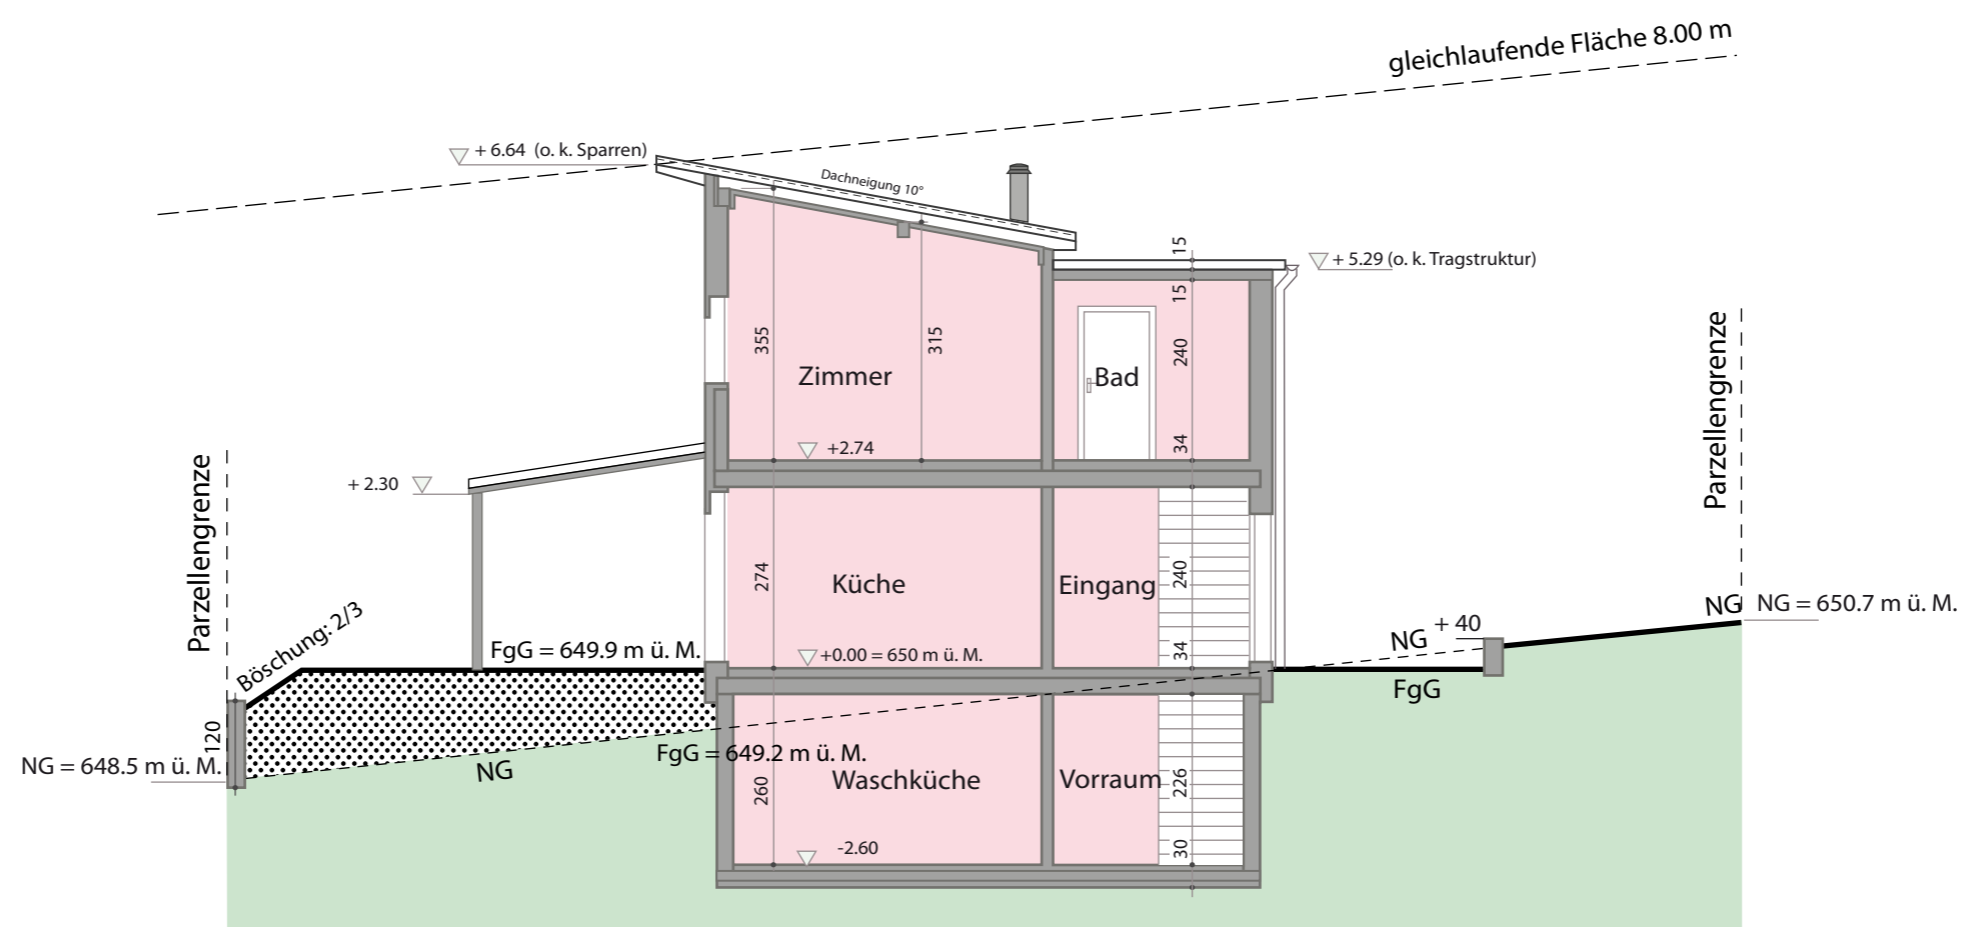 gleichlaufende Fläche 8.00 m
+ 6.64 (o. k. Sparren)
Dachneigung 10°
15
+ 5.29 (o. k. Tragstruktur)
15
355
315
240
Zimmer
Bad
+2.74
34
+ 2.30
Parzellengrenze
Parzellengrenze
274
Küche
Eingang
240
Böschung: 2/3
FgG = 649.9 m ü. M.
+0.00 = 650 m ü. M.
34
NG
+ 40
NG
NG = 650.7 m ü. M.
FgG
120
NG = 648.5 m ü. M.
NG
FgG = 649.2 m ü. M.
260
Waschküche
Vorraum
226
-2.60
30